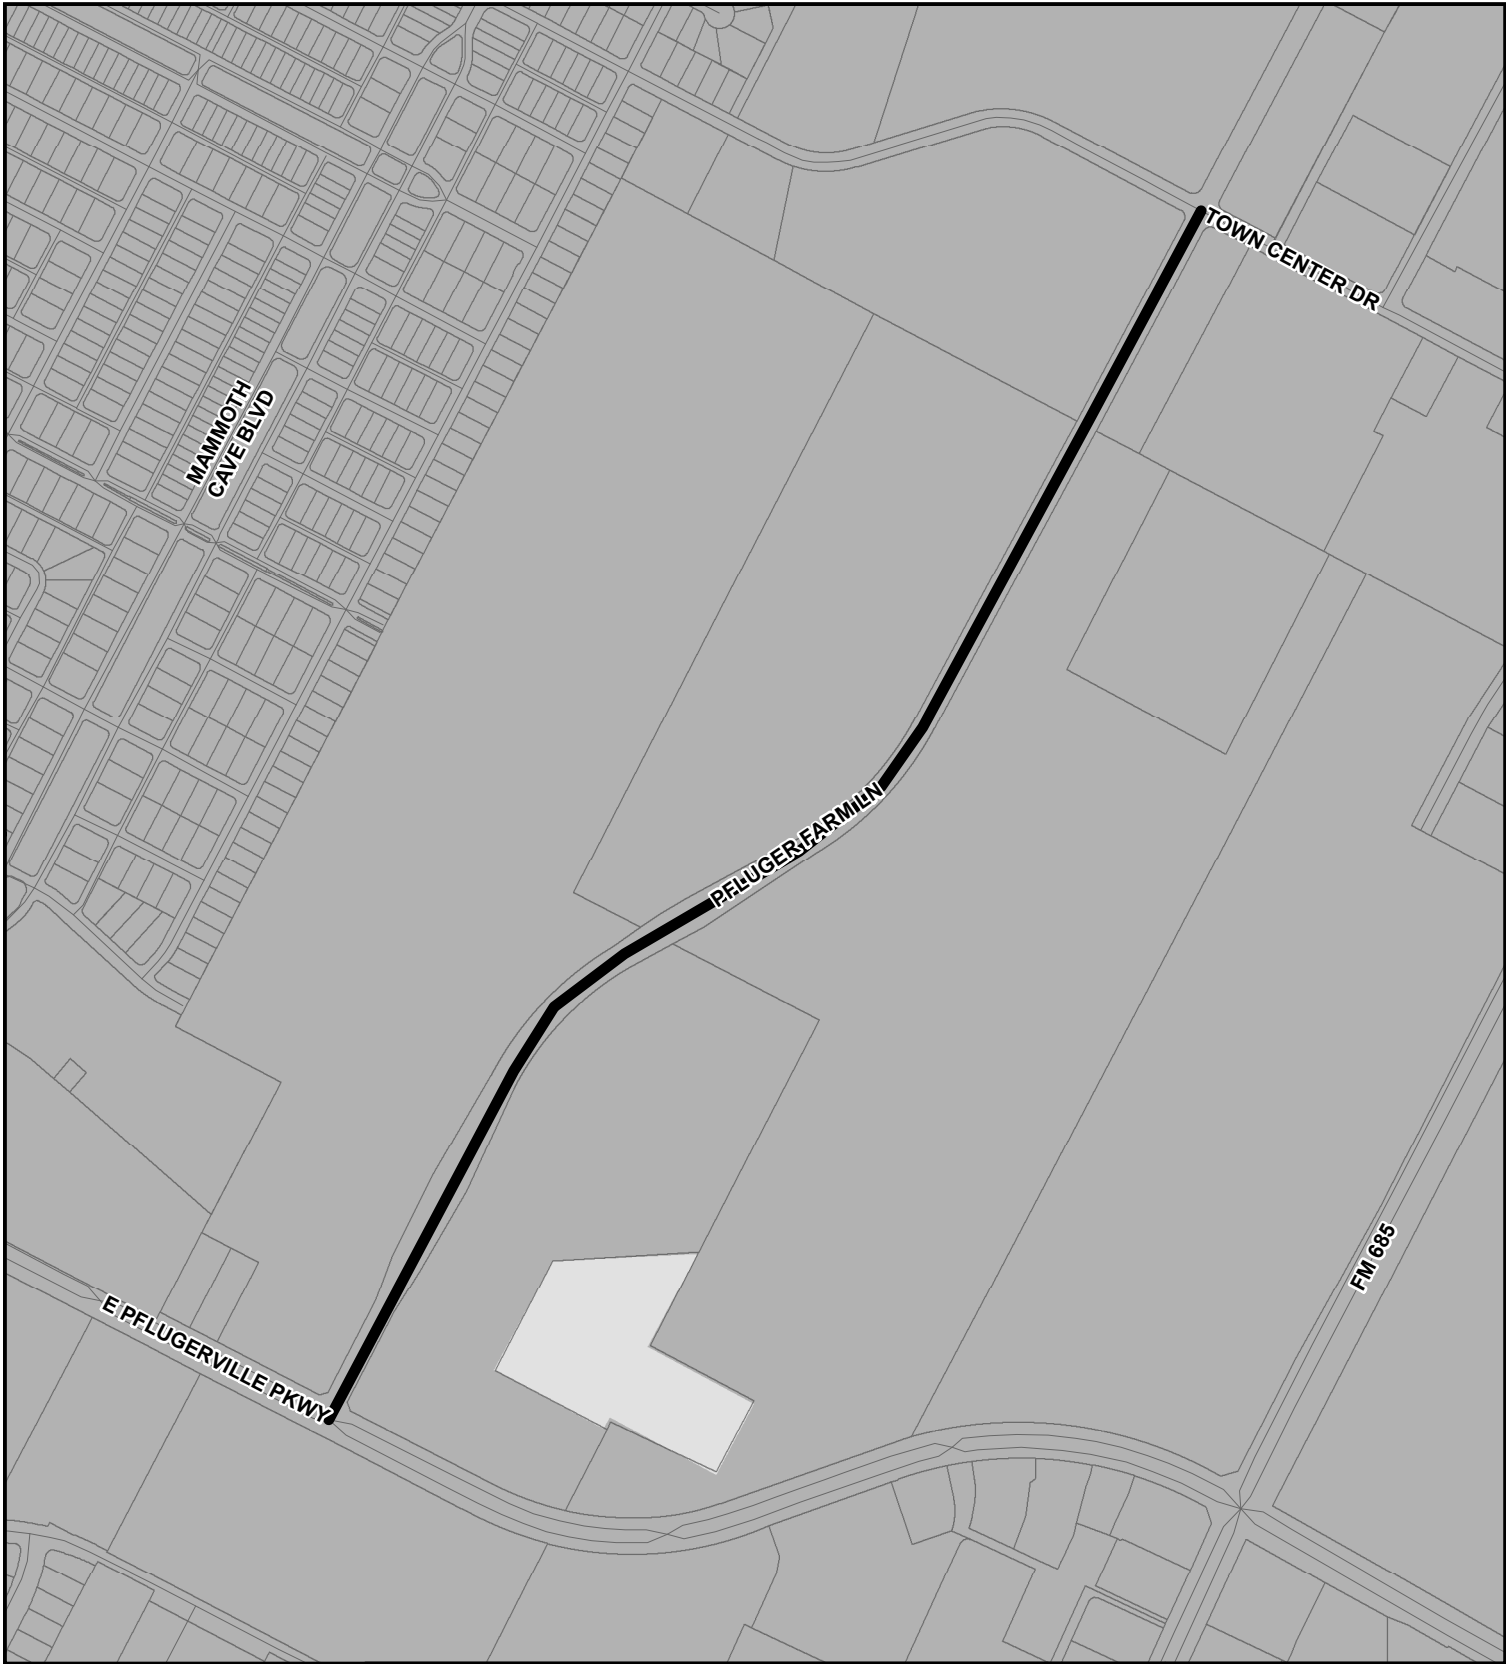 TOWN CENTER DR
MAMMOTH
CAVE BLVD
PFLUGER FARM LN
FM 685
E PFLUGERVILLE PKWY